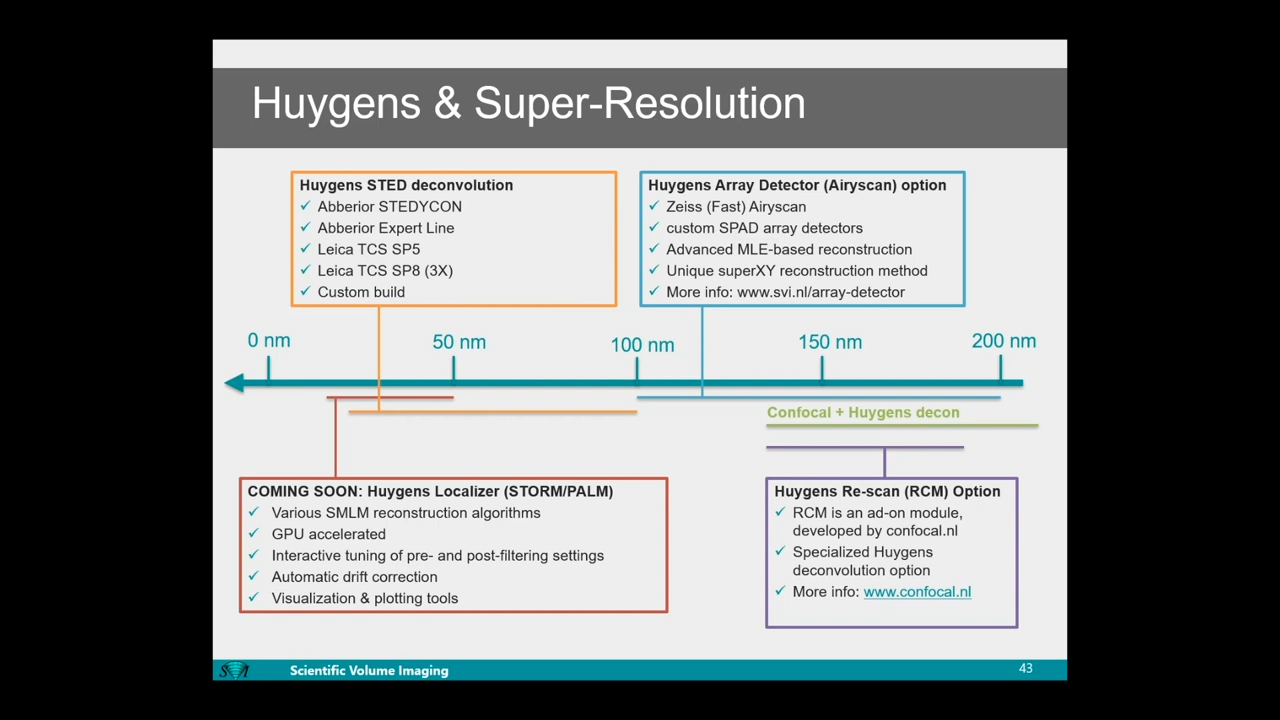 Huygens & Super-Resolution
Huygens STED deconvolution
✓ Abberior STEDYCON
✓ Abberior Expert Line
✓ Leica TCS SP5
✓ Leica TCS SP8 (3X)
✓ Custom build
Huygens Array Detector (Airyscan) option
✓ Zeiss (Fast) Airyscan
✓ custom SPAD array detectors
✓ Advanced MLE-based reconstruction
✓ Unique superXY reconstruction method
✓ More info: www.svi.nl/array-detector
0 nm
50 nm
100 nm
150 nm
200 nm
Confocal + Huygens decon
COMING SOON: Huygens Localizer (STORM/PALM)
✓ Various SMLM reconstruction algorithms
✓ GPU accelerated
✓ Interactive tuning of pre- and post-filtering settings
✓ Automatic drift correction
✓ Visualization & plotting tools
Huygens Re-scan (RCM) Option
✓ RCM is an ad-on module,
developed by confocal.nl
✓ Specialized Huygens
deconvolution option
✓ More info: www.confocal.nl
SVI
Scientific Volume Imaging
43